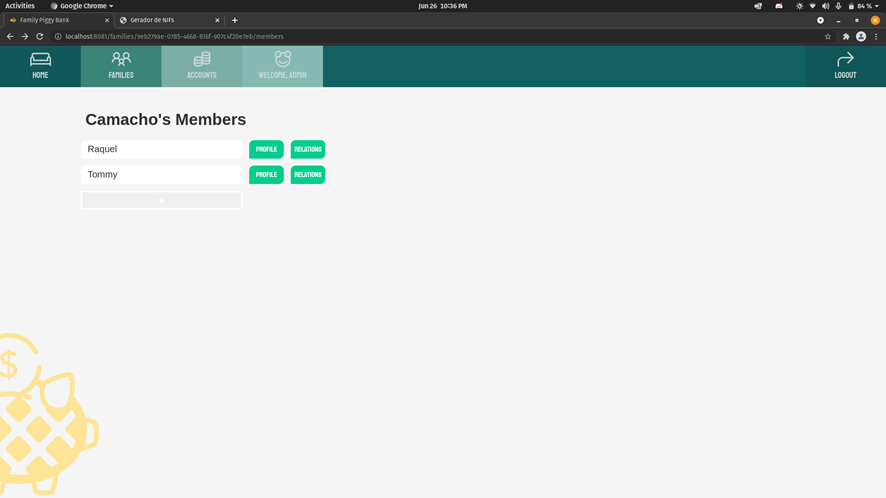 Activities Google Chrome Jun 26 10:36 PM 84 %
Family Piggy Bank Gerador de NIFs
localhost:8081/families/9eb279ae-0785-4668-816f-907c4f20e7eb/members
HOME FAMILIES ACCOUNTS WELCOME, ADMIN LOGOUT
Camacho's Members
Raquel PROFILE RELATIONS
Tommy PROFILE RELATIONS
+
$